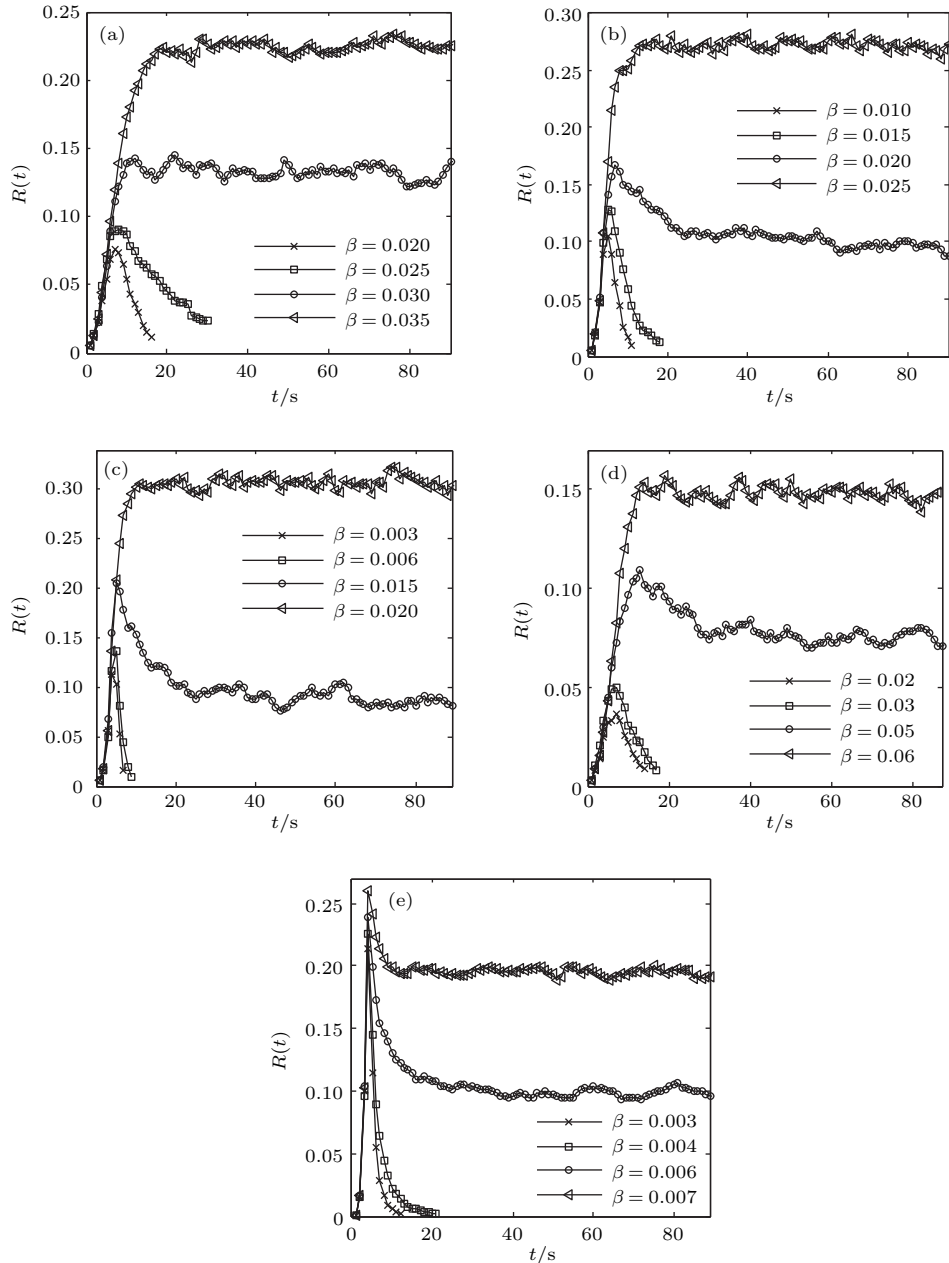 (a)
R(t)
0.25
0.20
0.15
0.10
0.05
0
0 20 40 60 80
t/s
β = 0.020
β = 0.025
β = 0.030
β = 0.035
(b)
R(t)
0.30
0.25
0.20
0.15
0.10
0.05
0
0 20 40 60 80
t/s
β = 0.010
β = 0.015
β = 0.020
β = 0.025
(c)
R(t)
0.30
0.25
0.20
0.15
0.10
0.05
0
0 20 40 60 80
t/s
β = 0.003
β = 0.006
β = 0.015
β = 0.020
(d)
R(t)
0.15
0.10
0.05
0
0 20 40 60 80
t/s
β = 0.02
β = 0.03
β = 0.05
β = 0.06
(e)
R(t)
0.25
0.20
0.15
0.10
0.05
0
0 20 40 60 80
t/s
β = 0.003
β = 0.004
β = 0.006
β = 0.007